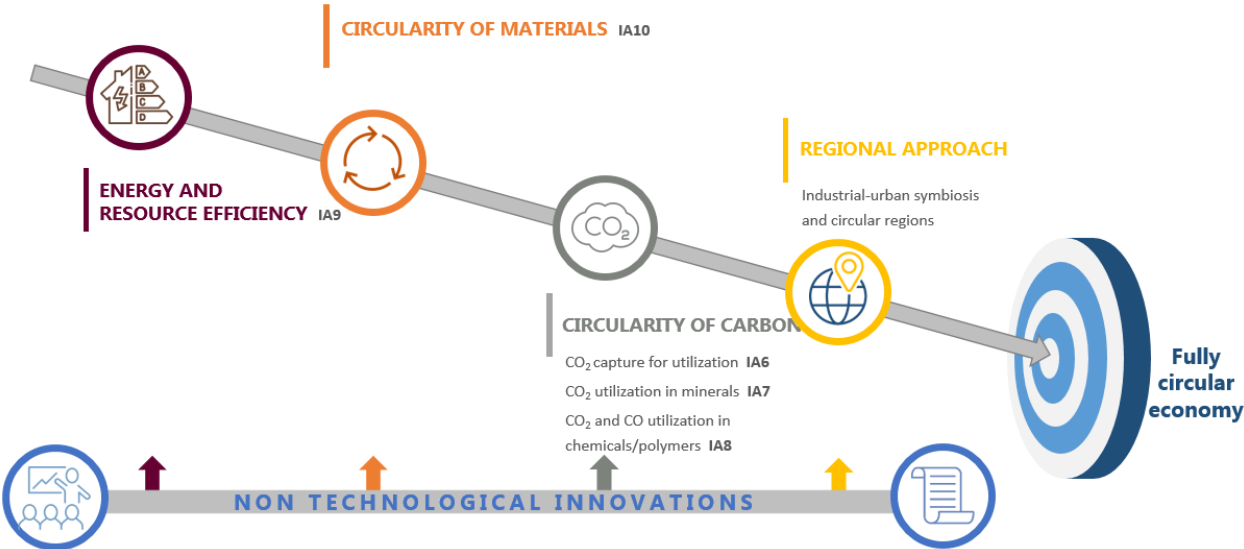 CIRCULARITY OF MATERIALS IA10
A
B
C
D
ENERGY AND
RESOURCE EFFICIENCY IA9
REGIONAL APPROACH
Industrial-urban symbiosis
and circular regions
CO₂
CIRCULARITY OF CARBON
CO₂ capture for utilization IA6
CO₂ utilization in minerals IA7
CO₂ and CO utilization in
chemicals/polymers IA8
Fully
circular
economy
NON TECHNOLOGICAL INNOVATIONS